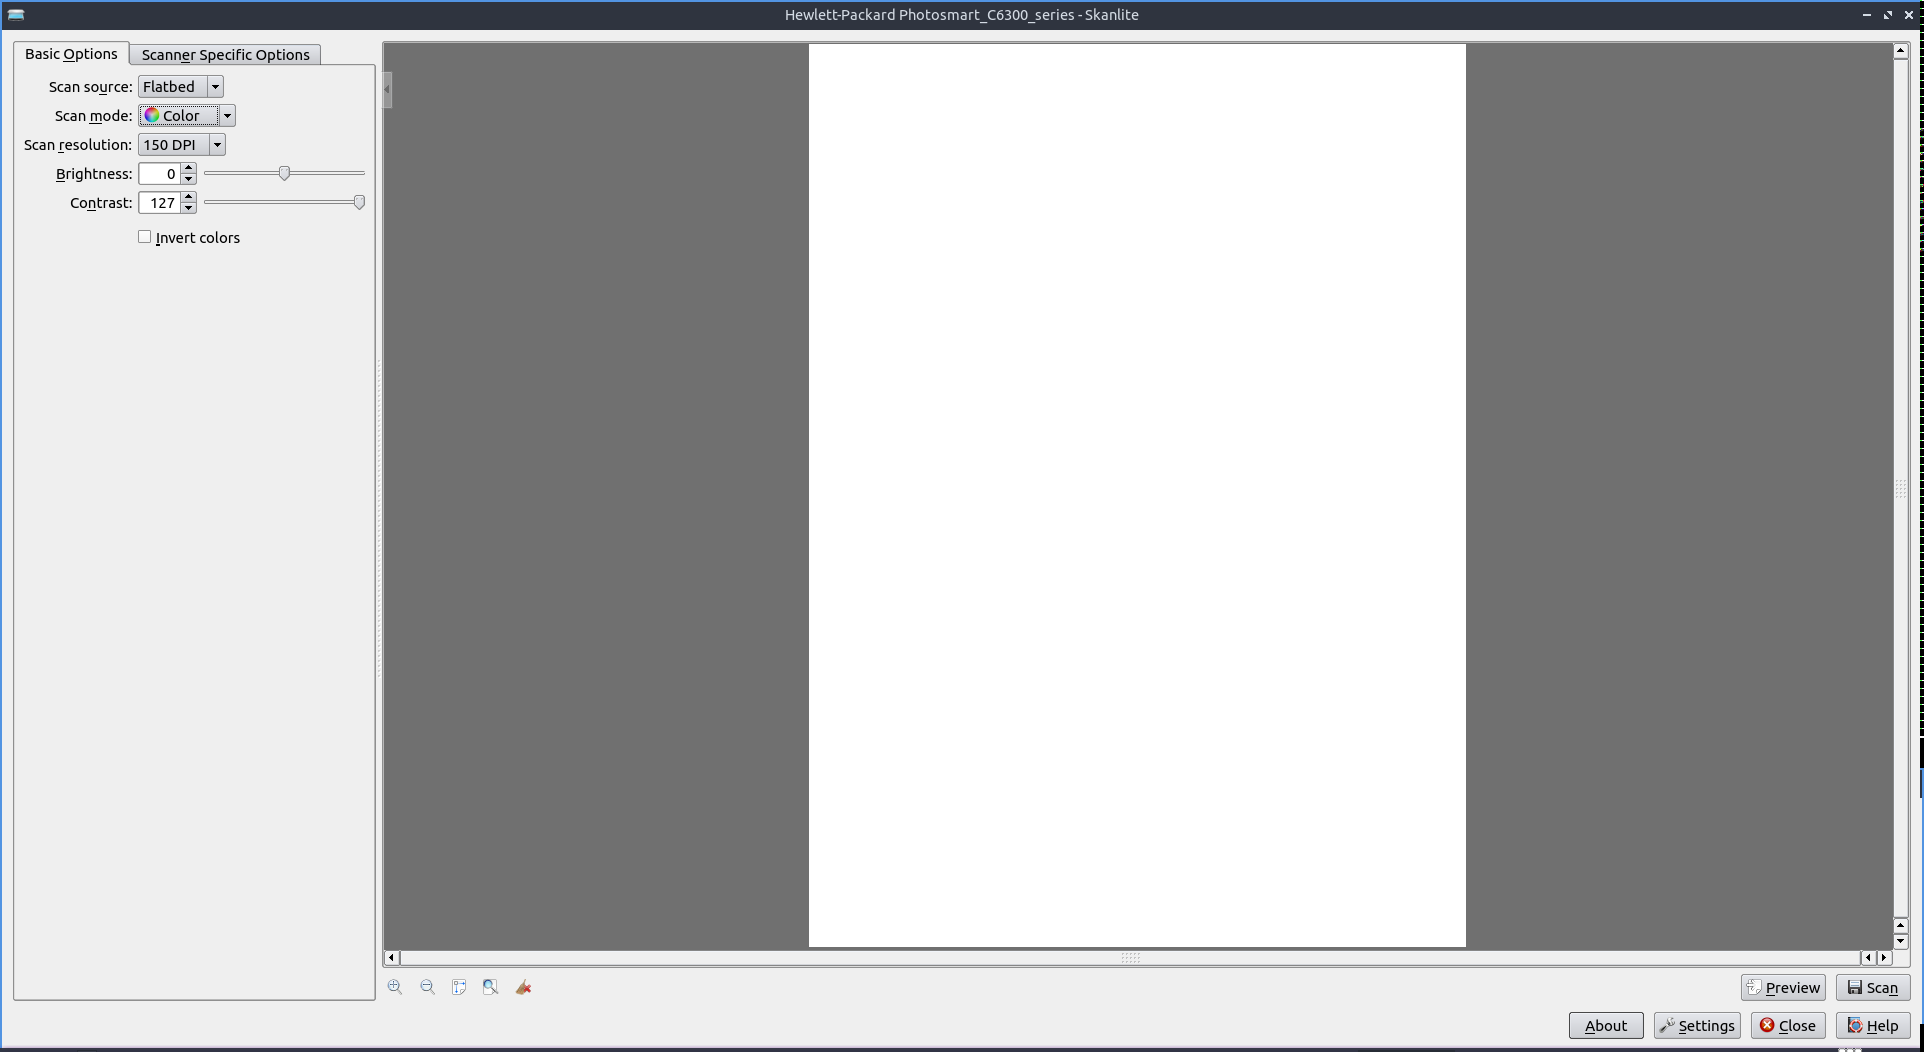 Hewlett-Packard Photosmart_C6300_series - Skanlite
Basic Options
Scanner Specific Options
Scan source: Flatbed
Scan mode: Color
Scan resolution: 150 DPI
Brightness: 0
Contrast: 127
Invert colors
Preview
Scan
About
Settings
Close
Help